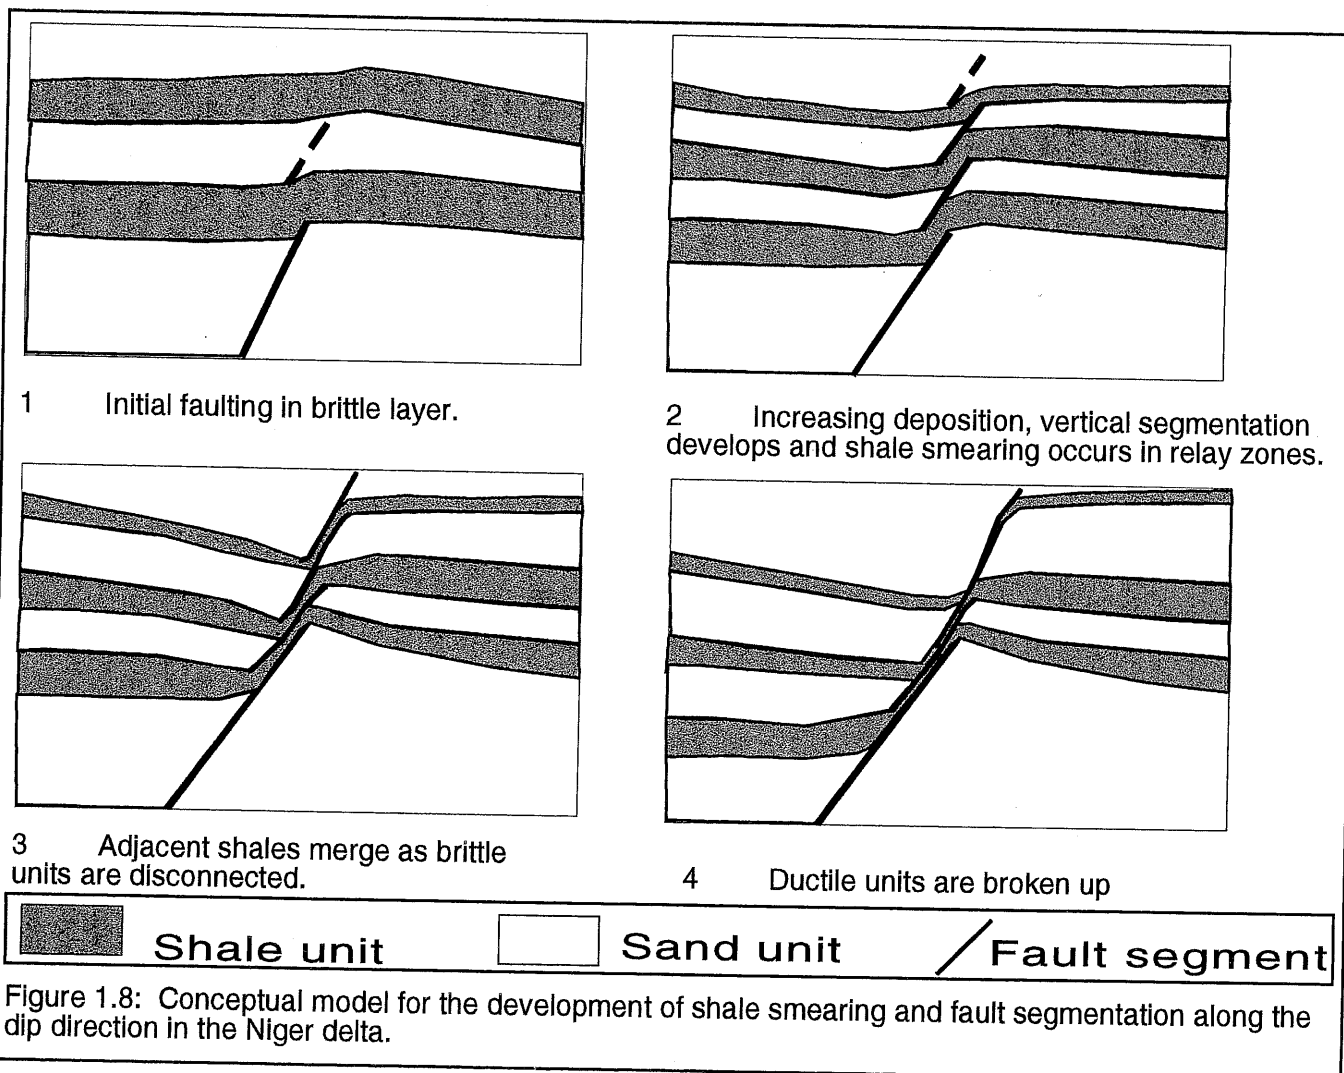 1 Initial faulting in brittle layer.
2 Increasing deposition, vertical segmentation
develops and shale smearing occurs in relay zones.
3 Adjacent shales merge as brittle
units are disconnected.
4 Ductile units are broken up
Shale unit
Sand unit
Fault segment
Figure 1.8: Conceptual model for the development of shale smearing and fault segmentation along the
dip direction in the Niger delta.